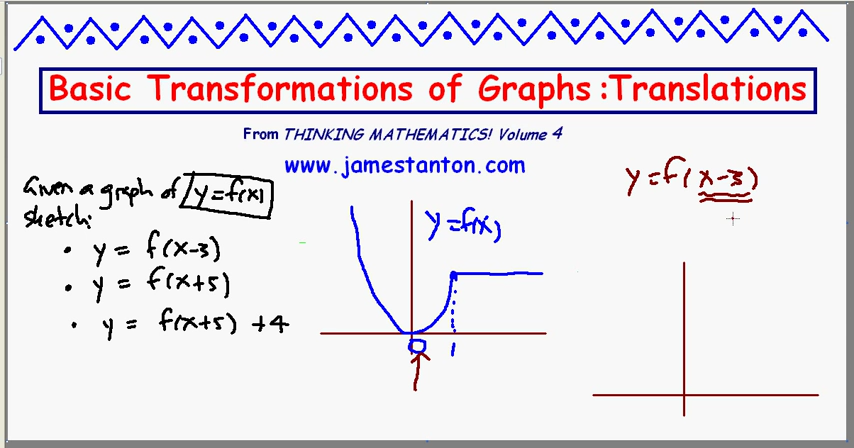 Basic Transformations of Graphs :Translations
From THINKING MATHEMATICS! Volume 4
www.jamestanton.com
Given a graph of y=f(x)
sketch:
• y = f(x-3)
• y = f(x+5)
• y = f(x+5) +4
y=f(x)
0 1
y=f(x-3)